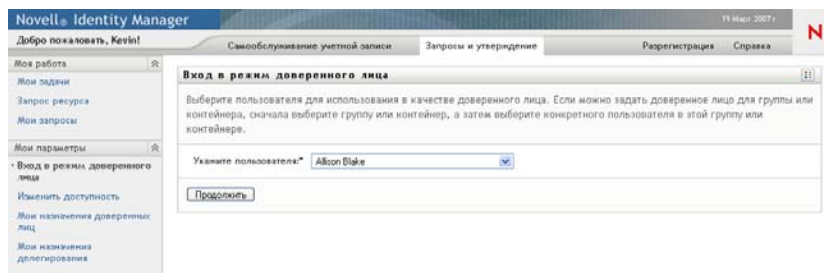 Novell® Identity Manager
19 Март 2007 г
Добро пожаловать, Kevin!
Самообслуживание учетной записи
Запросы и утверждение
Разрегистрация
Справка
N
Моя работа
Мои задачи
Запрос ресурса
Мои запросы
Мои параметры
Вход в режим доверенного
лица
Изменить доступность
Мои назначения доверенных
лиц
Мои назначения
делегирования
Вход в режим доверенного лица
Выберите пользователя для использования в качестве доверенного лица. Если можно задать доверенное лицо для группы или
контейнера, сначала выберите группу или контейнер, а затем выберите конкретного пользователя в этой группу или
контейнере.
Укажите пользователя:* Allison Blake
Продолжить